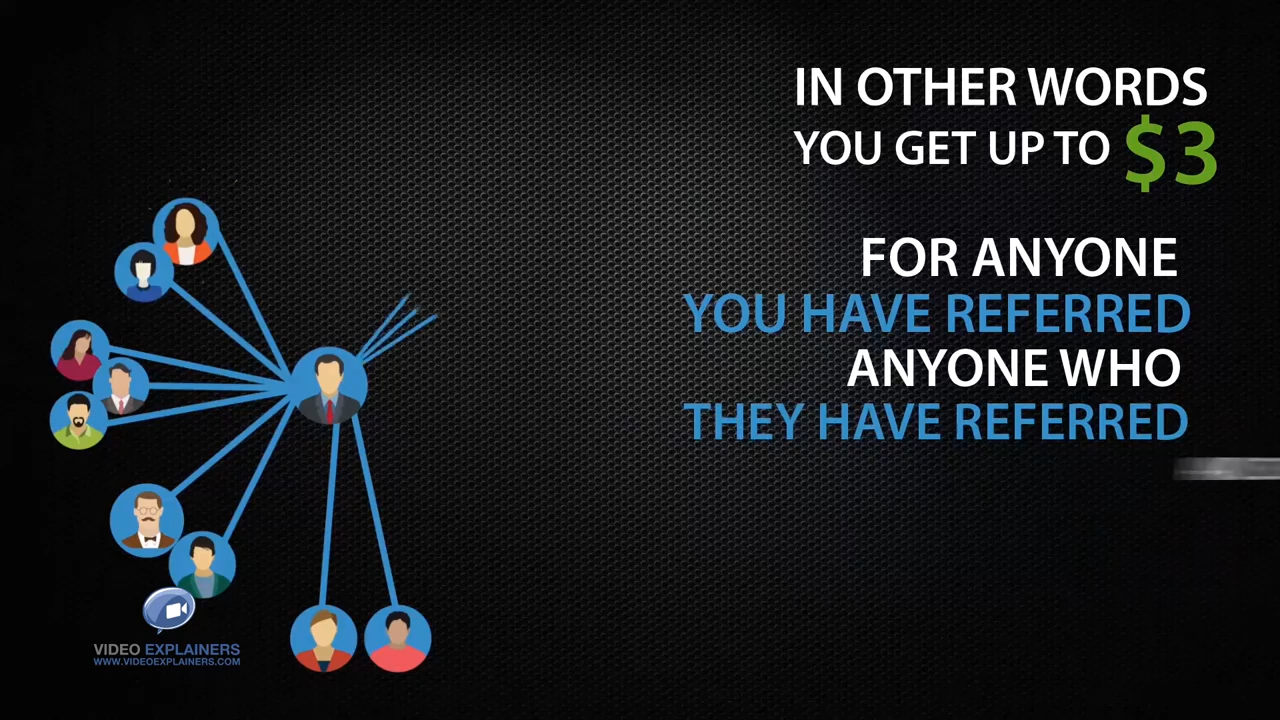 IN OTHER WORDS
YOU GET UP TO $3
FOR ANYONE
YOU HAVE REFERRED
ANYONE WHO
THEY HAVE REFERRED
VIDEO EXPLAINERS
WWW.VIDEOEXPLAINERS.COM